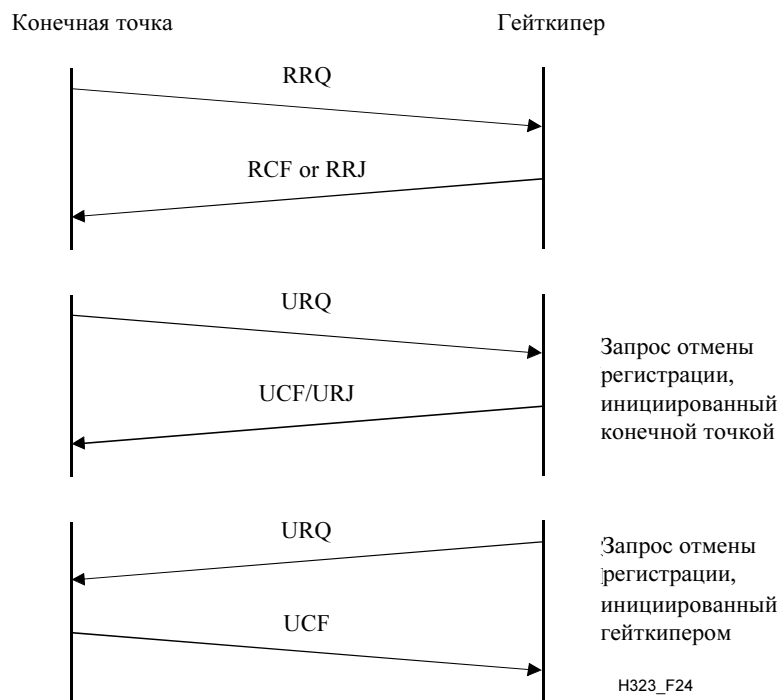 Конечная точка
Гейткипер
RRQ
RCF or RRJ
URQ
Запрос отмены
регистрации,
инициированный
конечной точкой
UCF/URJ
URQ
Запрос отмены
регистрации,
инициированный
гейткипером
UCF
H323_F24